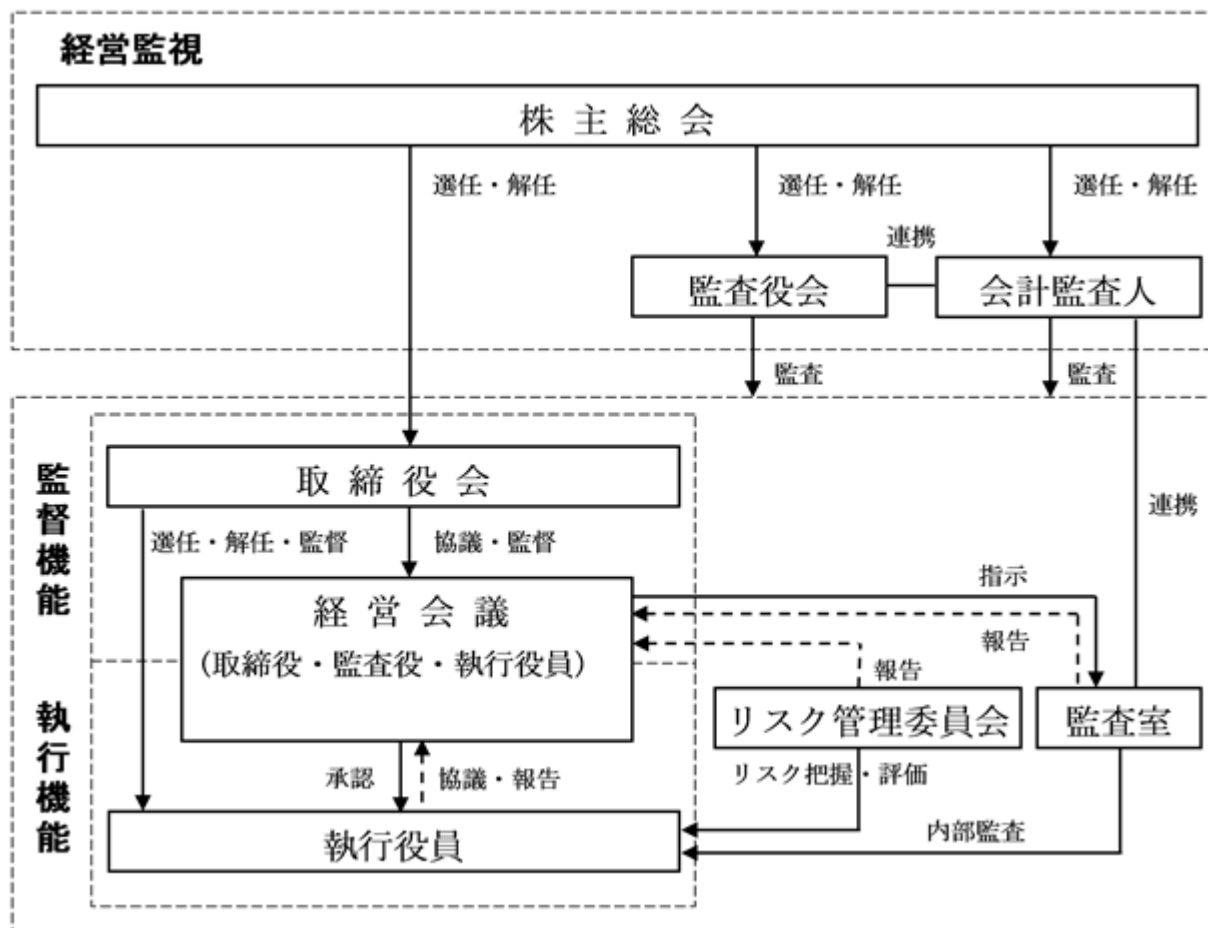 経営監視
株主総会
選任・解任
選任・解任
選任・解任
連携
監査役会
会計監査人
監査
監査
監督機能
取締役会
連携
選任・解任・監督
協議・監督
指示
経営会議
(取締役・監査役・執行役員)
報告
報告
執行機能
リスク管理委員会
監査室
承認
協議・報告
リスク把握・評価
内部監査
執行役員